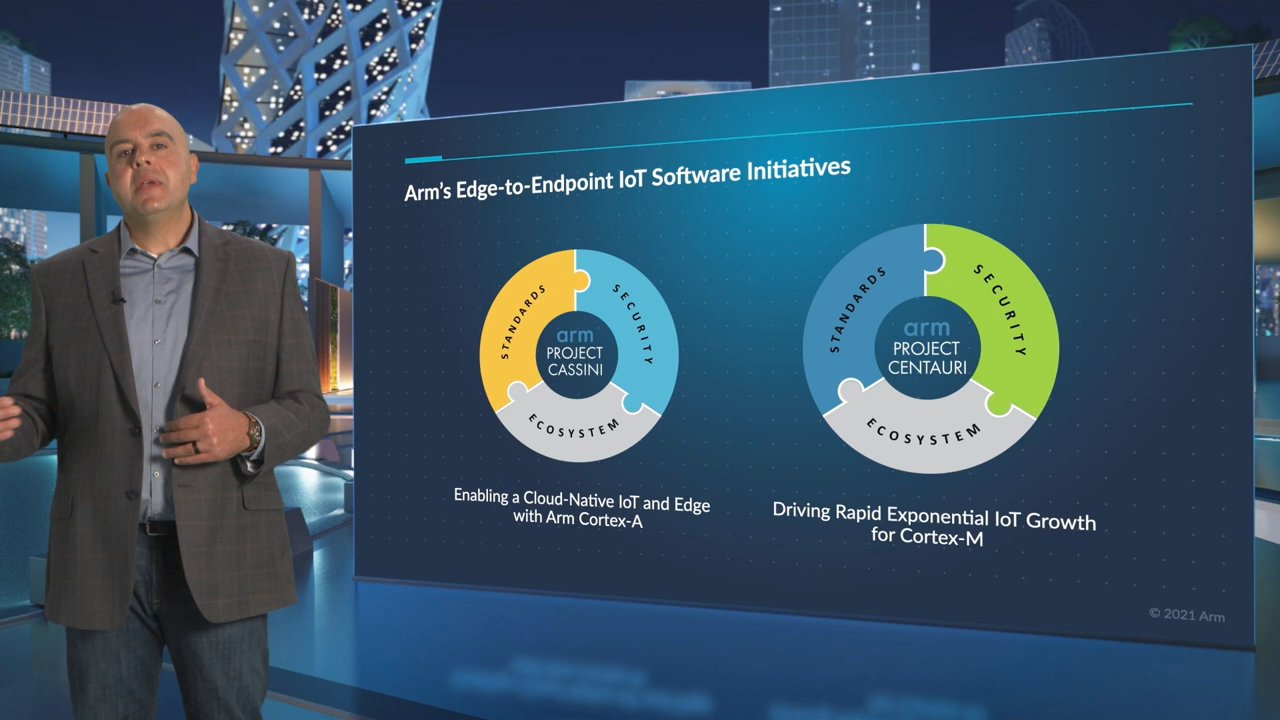 Arm's Edge-to-Endpoint IoT Software Initiatives
STANDARDS
SECURITY
ECOSYSTEM
arm
PROJECT
CASSINI
Enabling a Cloud-Native IoT and Edge
with Arm Cortex-A
STANDARDS
SECURITY
ECOSYSTEM
arm
PROJECT
CENTAURI
Driving Rapid Exponential IoT Growth
for Cortex-M
© 2021 Arm